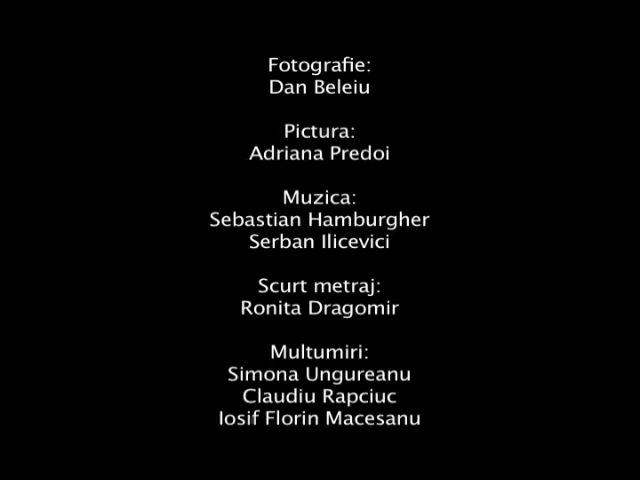 Fotografie:
Dan Beleiu
Pictura:
Adriana Predoi
Muzica:
Sebastian Hamburgher
Serban Ilicevici
Scurt metraj:
Ronita Dragomir
Multumiri:
Simona Ungureanu
Claudiu Rapciuc
Iosif Florin Macesanu